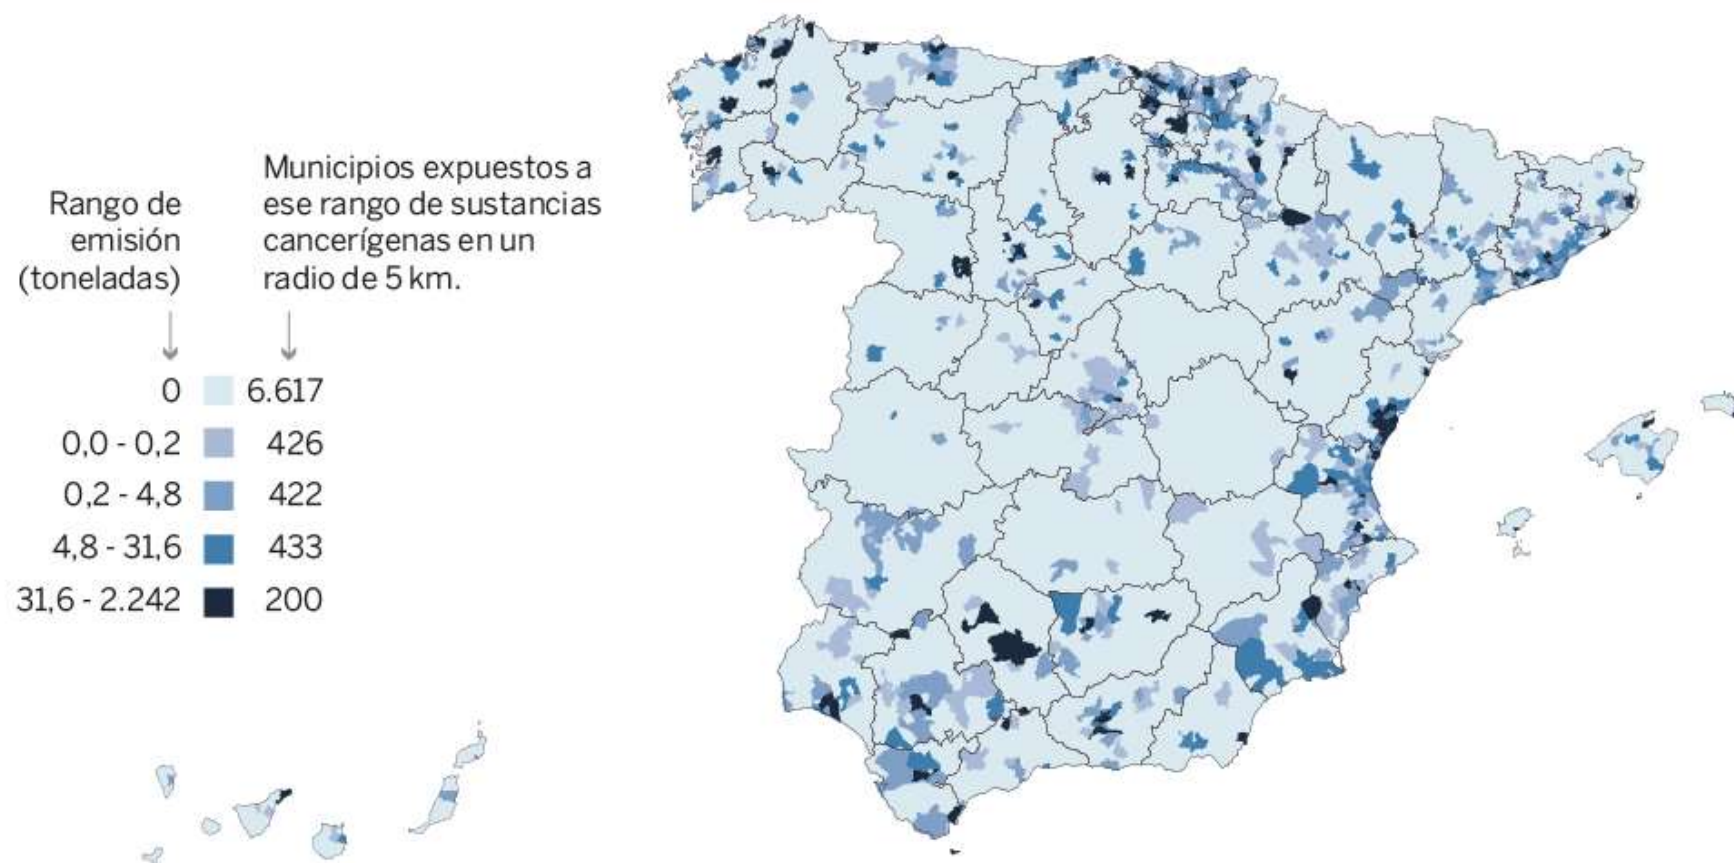 Rango de
emisión
(toneladas)
Municipios expuestos a
ese rango de sustancias
cancerígenas en un
radio de 5 km.
0 6.617
0,0 - 0,2 426
0,2 - 4,8 422
4,8 - 31,6 433
31,6 - 2.242 200